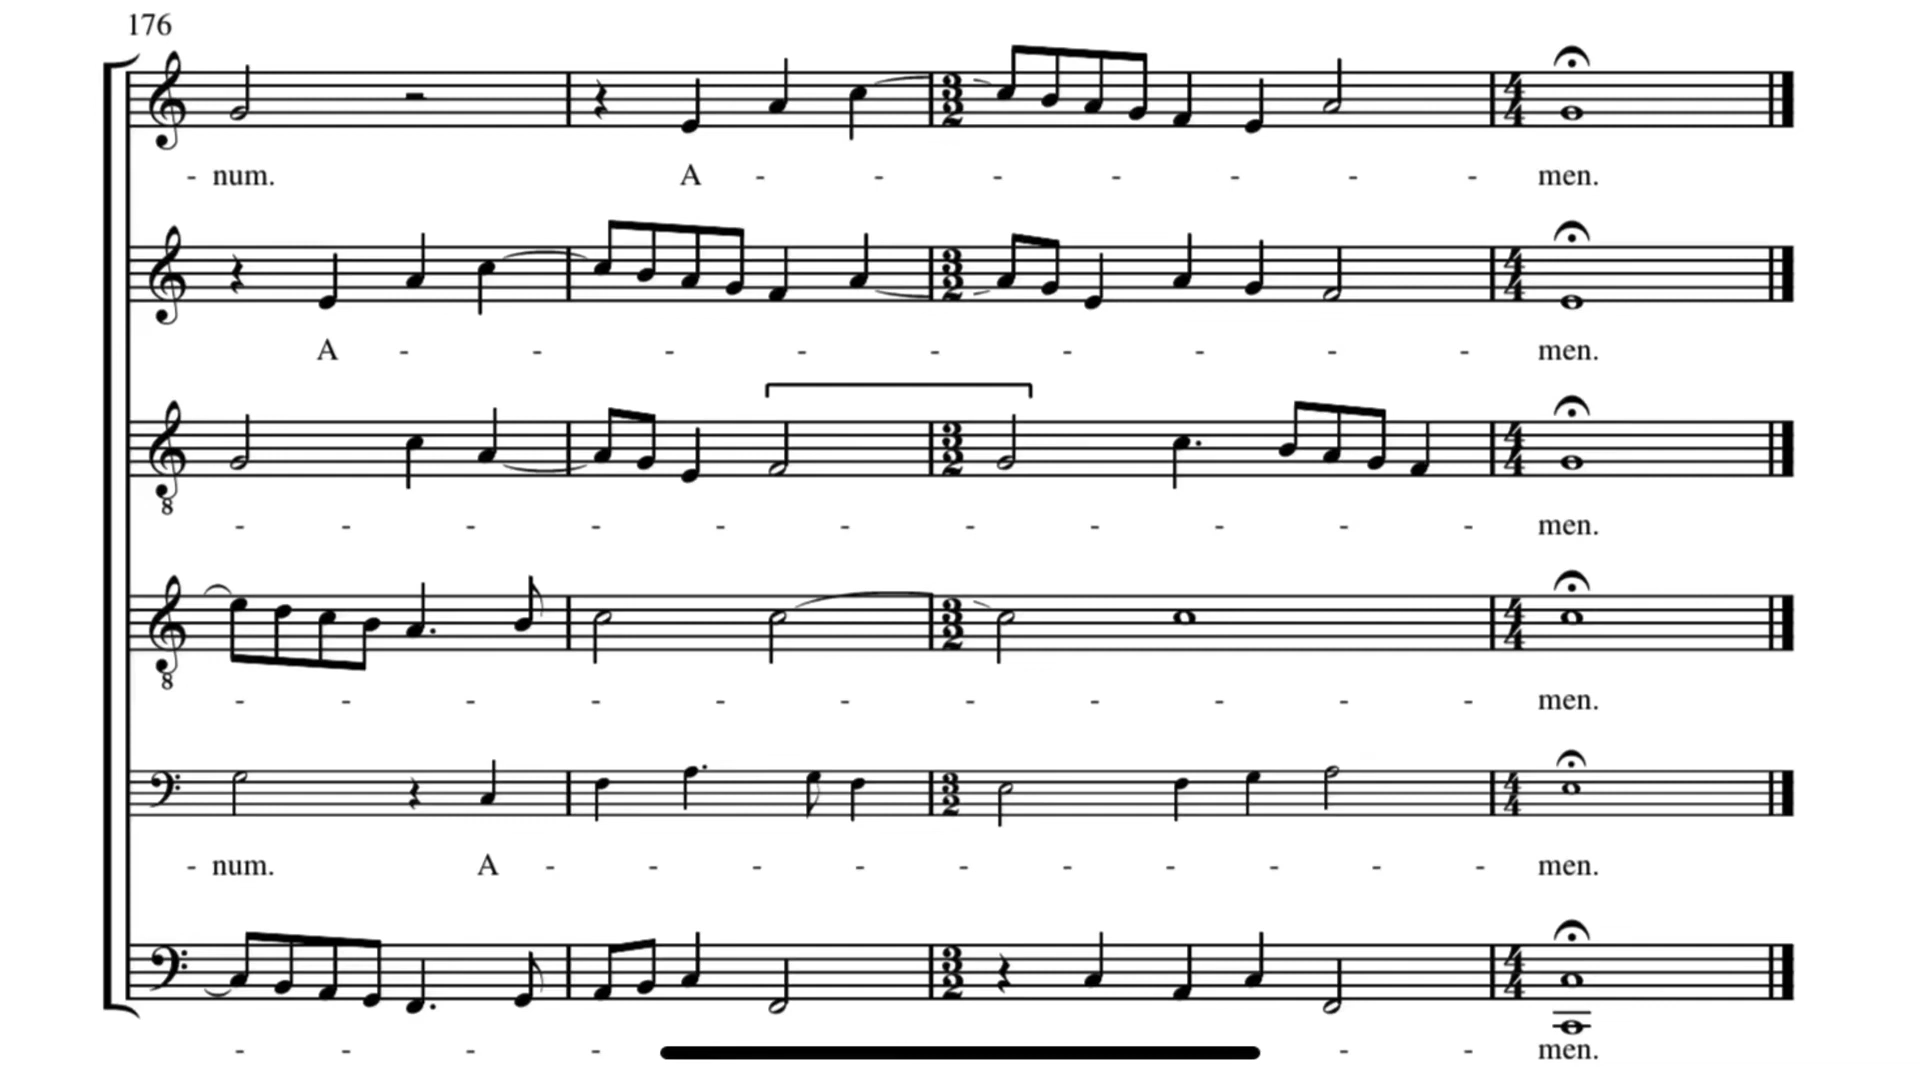 176
- num. A - - - - - - - men.
A - - - - - - - - - men.
- - - - - - - - - - - men.
- - - - - - - - - - - men.
- num. A - - - - - - - - - - men.
- - - - - - men.